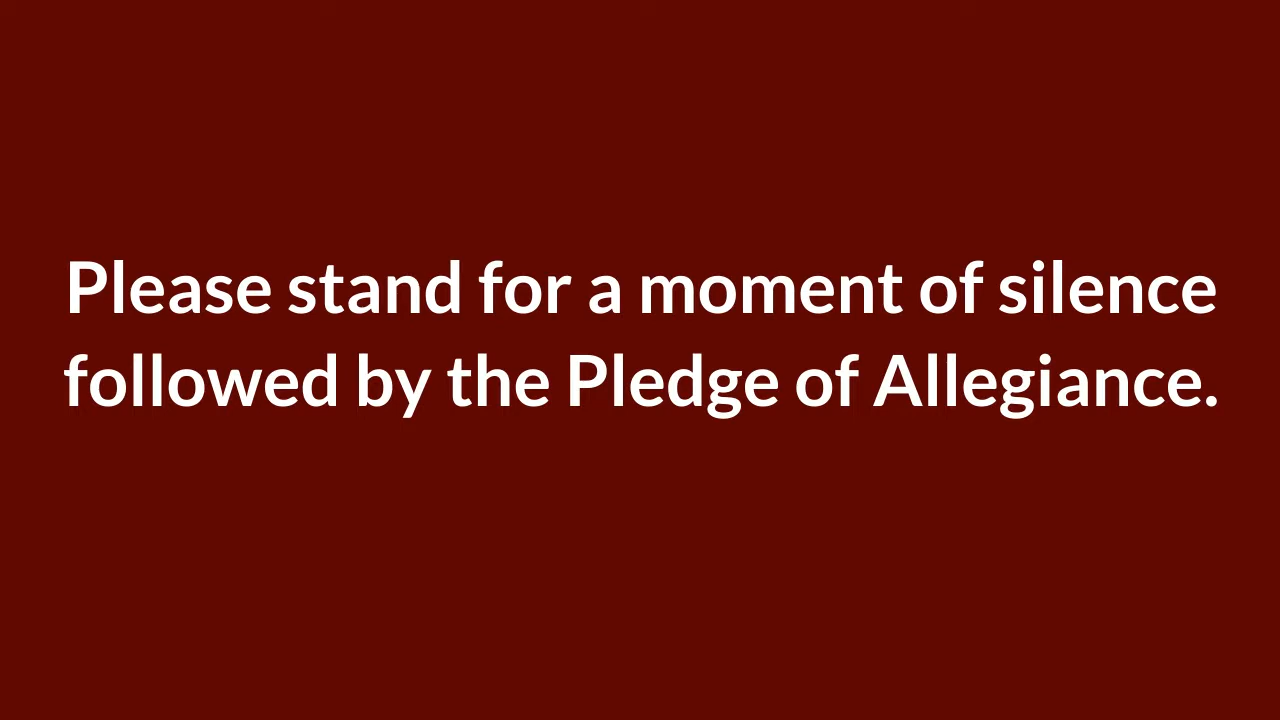 Please stand for a moment of silence
followed by the Pledge of Allegiance.